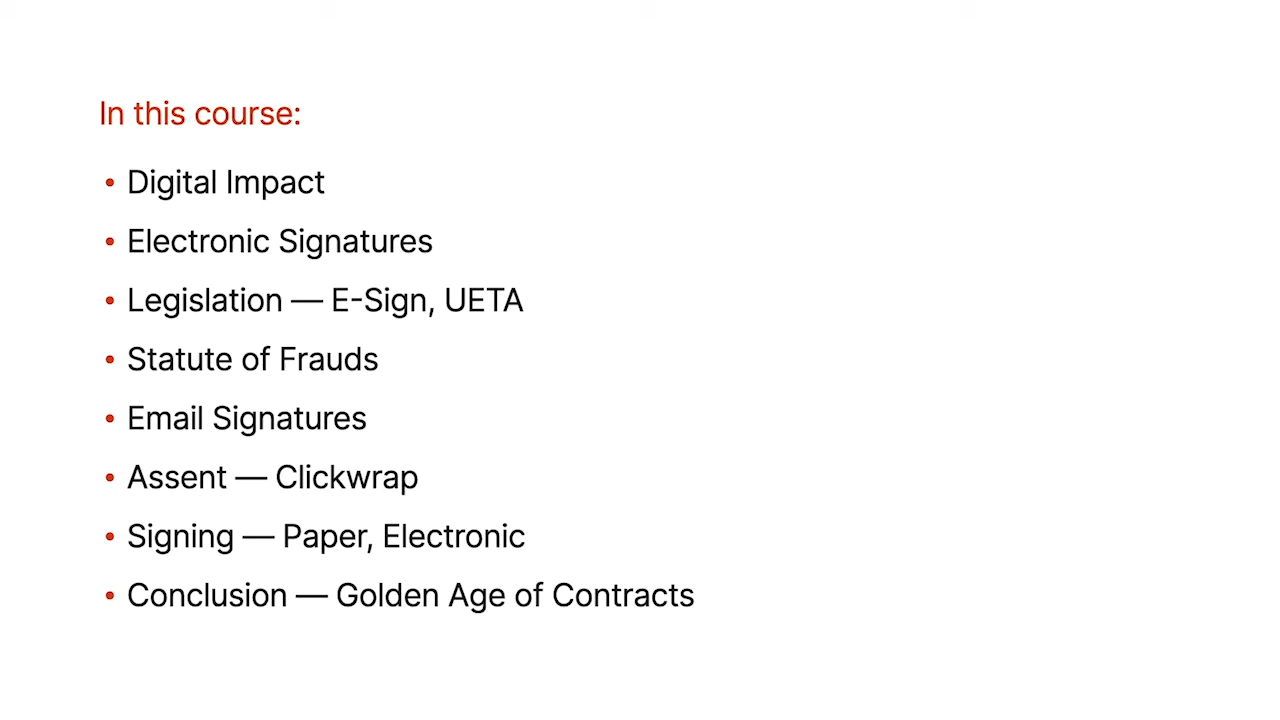 In this course:
• Digital Impact
• Electronic Signatures
• Legislation — E-Sign, UETA
• Statute of Frauds
• Email Signatures
• Assent — Clickwrap
• Signing — Paper, Electronic
• Conclusion — Golden Age of Contracts